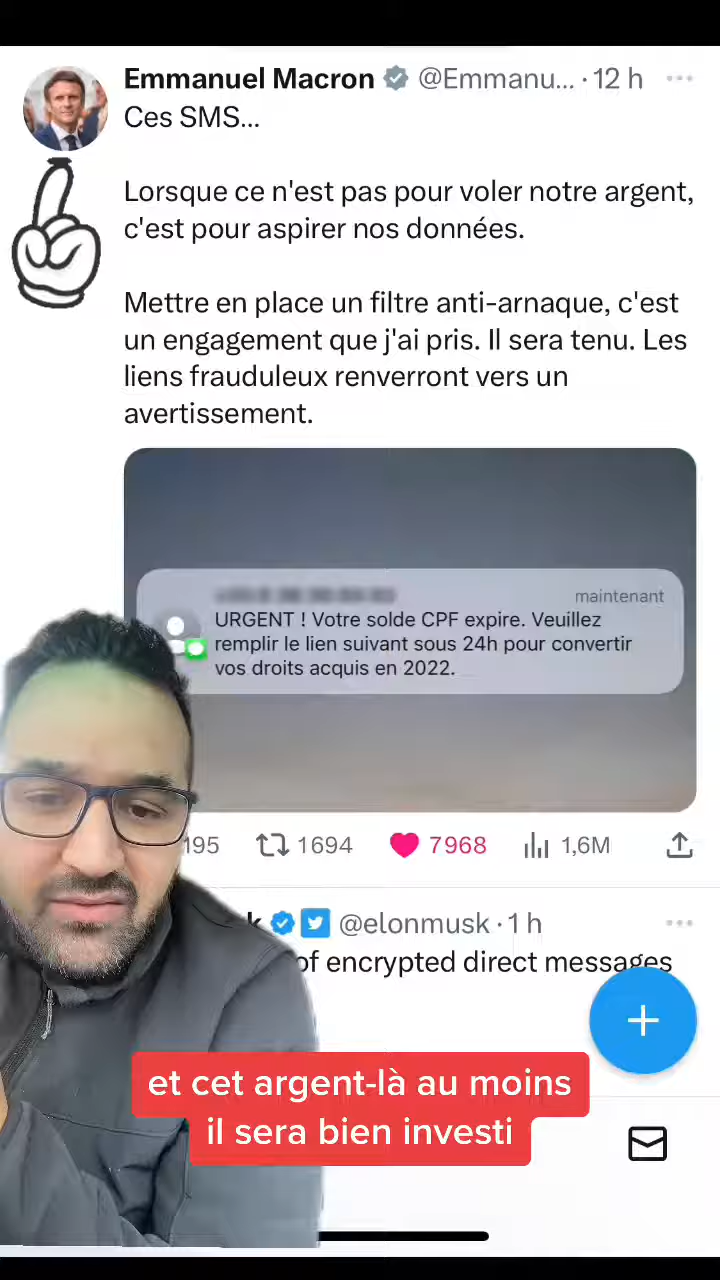 Emmanuel Macron @Emmanu... · 12 h
Ces SMS...
Lorsque ce n'est pas pour voler notre argent,
c'est pour aspirer nos données.
Mettre en place un filtre anti-arnaque, c'est
un engagement que j'ai pris. Il sera tenu. Les
liens frauduleux renverront vers un
avertissement.
maintenant
URGENT ! Votre solde CPF expire. Veuillez
remplir le lien suivant sous 24h pour convertir
vos droits acquis en 2022.
195 1694 7968 1,6M
k @elonmusk · 1 h
of encrypted direct messages
et cet argent-là au moins
il sera bien investi